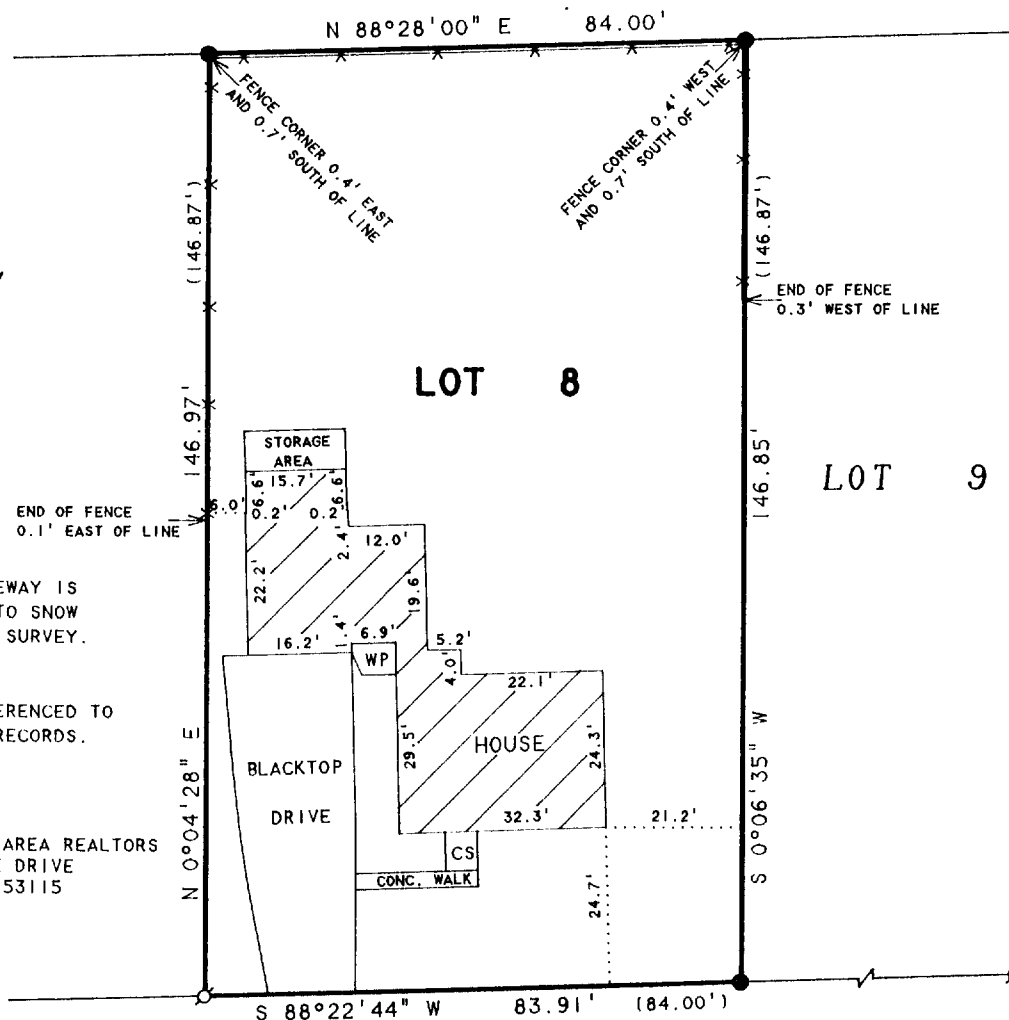 N 88°28'00" E 84.00'
FENCE CORNER 0.4' EAST
AND 0.7' SOUTH OF LINE
FENCE CORNER 0.4' WEST
AND 0.7' SOUTH OF LINE
(146.87')
(146.87')
END OF FENCE
0.3' WEST OF LINE
LOT 8
146.97'
146.85'
LOT 9
STORAGE
AREA
15.7'
6.6'
6.6'
6.0'
0.2'
0.2'
END OF FENCE
0.1' EAST OF LINE
2.4'
12.0'
22.2'
19.6'
EWAY IS
TO SNOW
SURVEY.
16.2'
1.4'
6.9'
5.2'
WP
4.0'
22.1'
ERENCED TO
RECORDS.
29.5'
HOUSE
24.3'
BLACKTOP
DRIVE
32.3'
21.2'
N 0°04'28" E
S 0°06'35" W
AREA REALTORS
DRIVE
53115
CS
CONC. WALK
24.7'
S 88°22'44" W 83.91' (84.00')